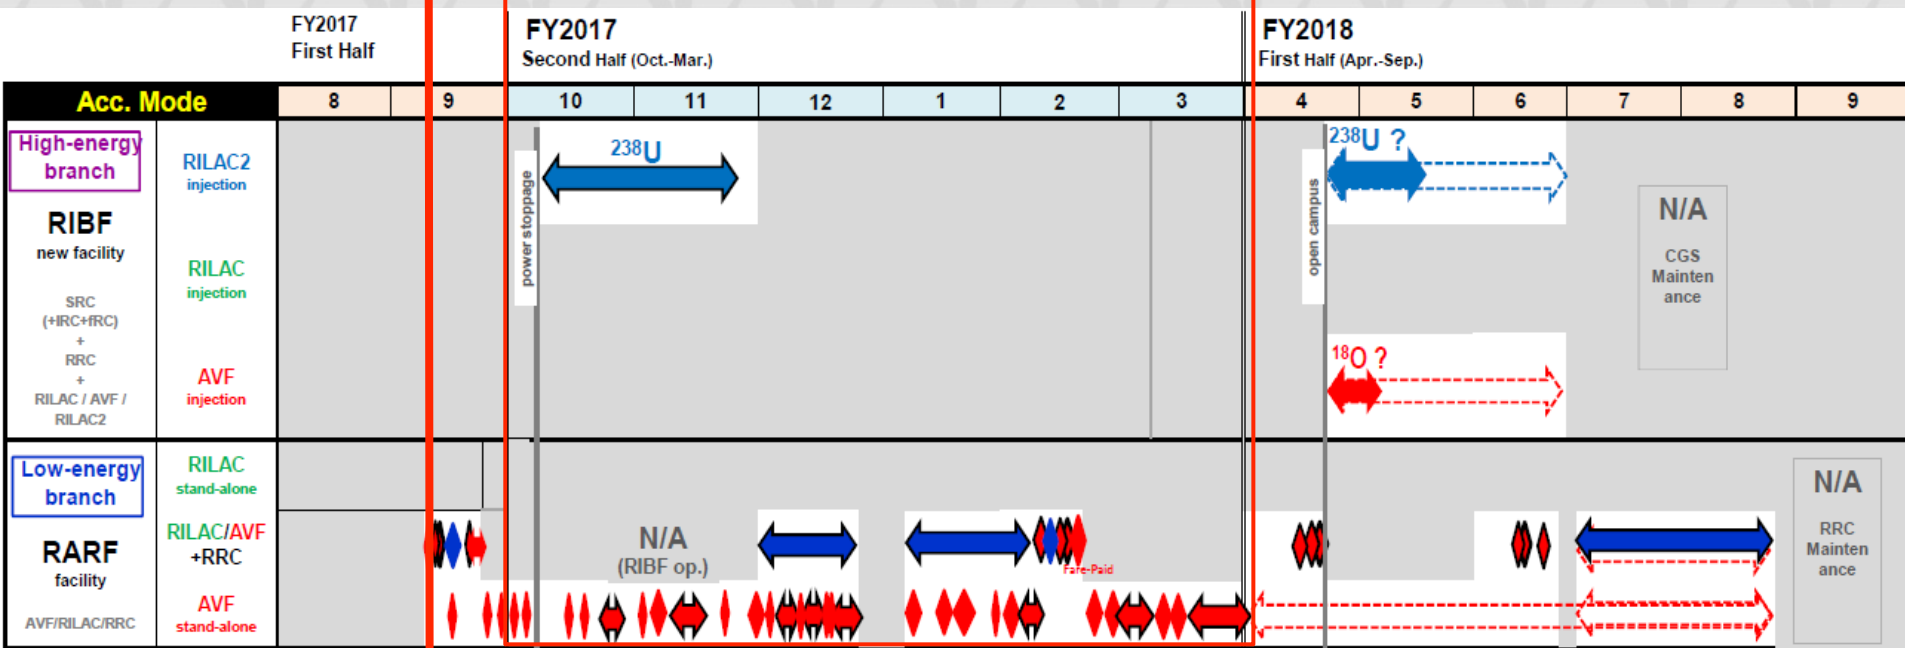 FY2017
First Half
FY2017
Second Half (Oct.-Mar.)
FY2018
First Half (Apr.-Sep.)
Acc. Mode
8
9
10
11
12
1
2
3
4
5
6
7
8
9
High-energy
branch
RIBF
new facility
SRC
(+IRC+fRC)
+
RRC
+
RILAC / AVF /
RILAC2
RILAC2
injection
RILAC
injection
AVF
injection
power stoppage
238U
open campus
238U ?
18O ?
N/A
CGS
Mainten
ance
Low-energy
branch
RARF
facility
AVF/RILAC/RRC
RILAC
stand-alone
RILAC/AVF
+RRC
AVF
stand-alone
N/A
(RIBF op.)
Fare-Paid
N/A
RRC
Mainten
ance